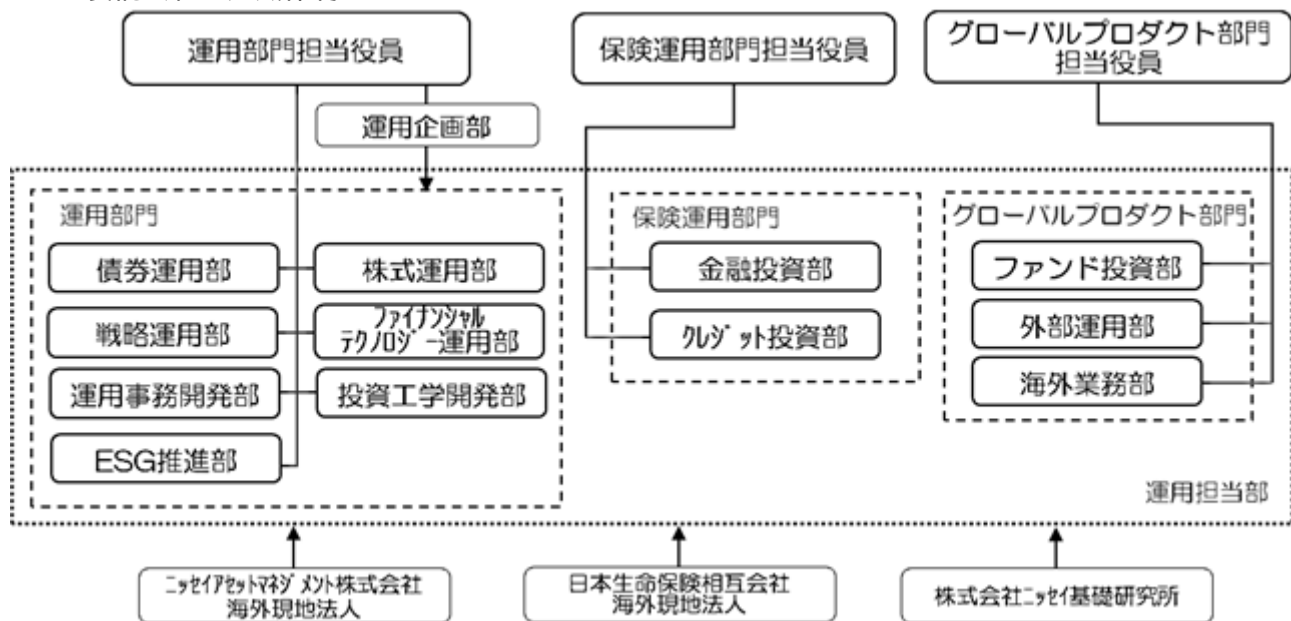 運用部門担当役員
保険運用部門担当役員
グローバルプロダクト部門
担当役員
運用企画部
運用部門
債券運用部
株式運用部
戦略運用部
ファイナンシャル
テクノロジー運用部
運用事務開発部
投資工学開発部
ESG推進部
保険運用部門
金融投資部
クレジット投資部
グローバルプロダクト部門
ファンド投資部
外部運用部
海外業務部
運用担当部
ニッセイアセットマネジメント株式会社
海外現地法人
日本生命保険相互会社
海外現地法人
株式会社ニッセイ基礎研究所